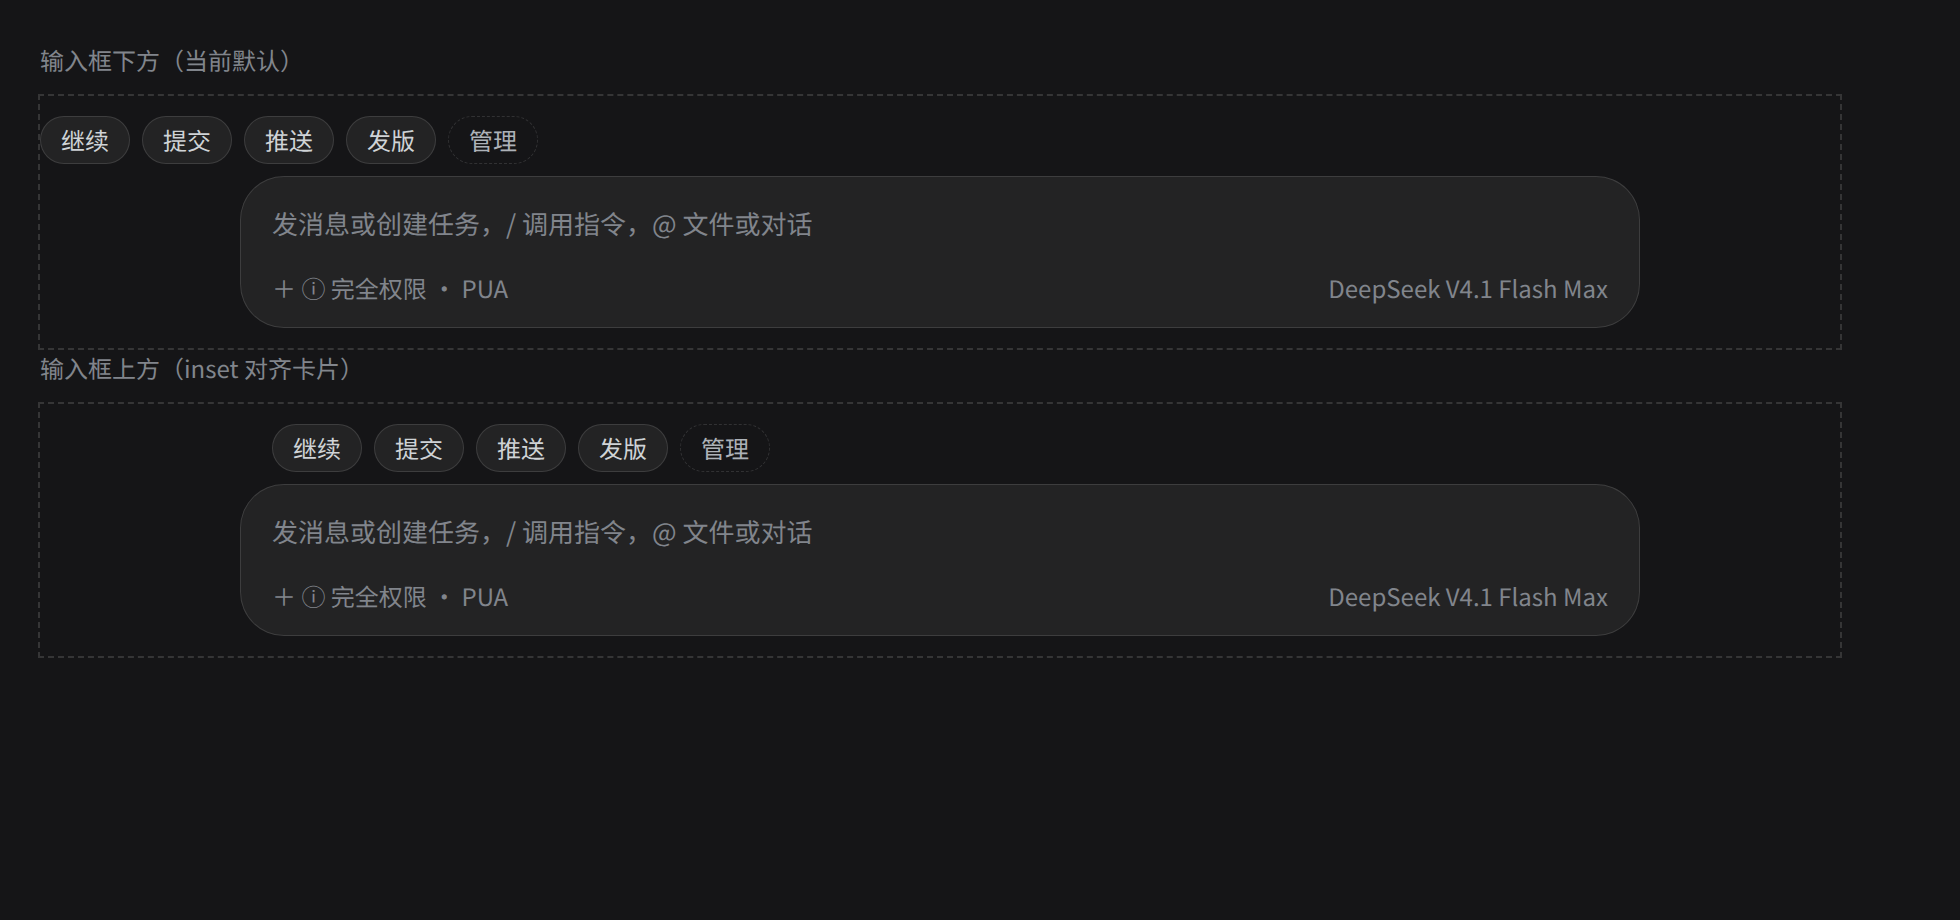 输入框下方（当前默认）
继续 提交 推送 发版 管理
发消息或创建任务，/ 调用指令，@ 文件或对话
+ ⓘ 完全权限 • PUA DeepSeek V4.1 Flash Max
输入框上方（inset 对齐卡片）
继续 提交 推送 发版 管理
发消息或创建任务，/ 调用指令，@ 文件或对话
+ ⓘ 完全权限 • PUA DeepSeek V4.1 Flash Max